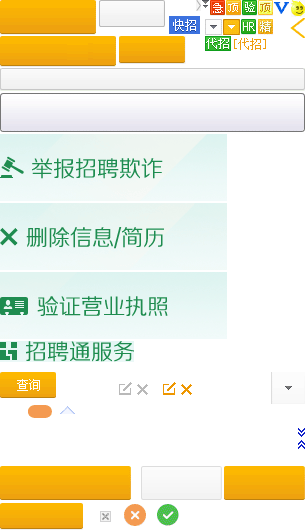 急 顶 验 顶
快招 HR 精
代招 [代招]
举报招聘欺诈
删除信息/简历
验证营业执照
招聘通服务
查询